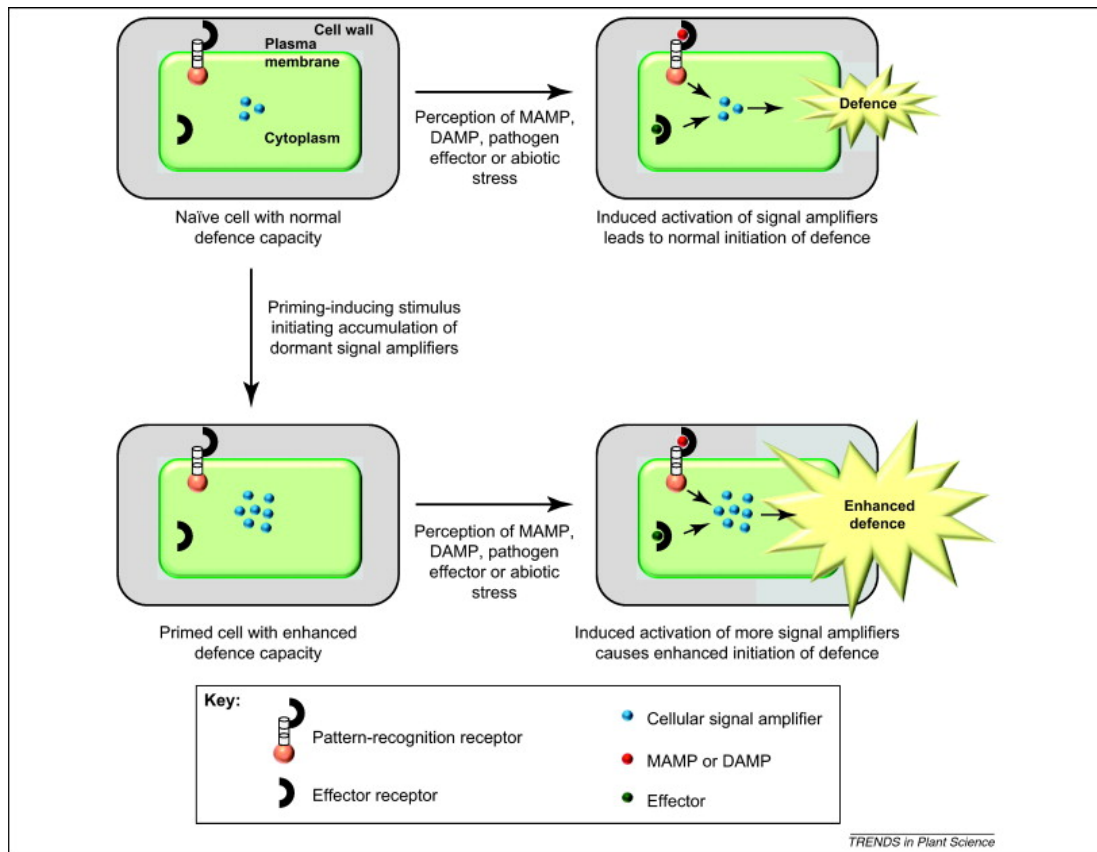 Cell wall
Plasma
membrane
Cytoplasm
Perception of MAMP,
DAMP, pathogen
effector or abiotic
stress
Defence
Naïve cell with normal
defence capacity
Induced activation of signal amplifiers
leads to normal initiation of defence
Priming-inducing stimulus
initiating accumulation of
dormant signal amplifiers
Perception of MAMP,
DAMP, pathogen
effector or abiotic
stress
Enhanced
defence
Primed cell with enhanced
defence capacity
Induced activation of more signal amplifiers
causes enhanced initiation of defence
Key:
Pattern-recognition receptor
Effector receptor
Cellular signal amplifier
MAMP or DAMP
Effector
TRENDS in Plant Science